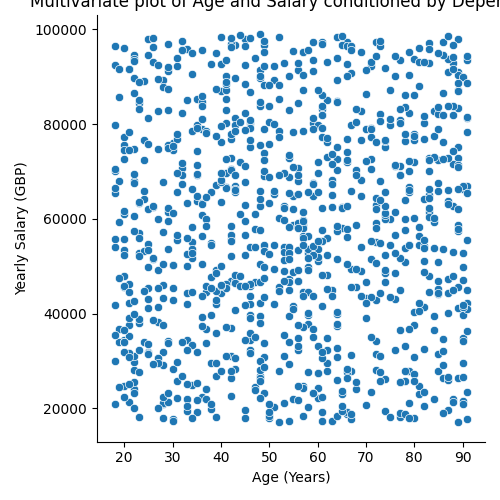 Multivariate plot of Age and Salary conditioned by
Yearly Salary (GBP)
100000
80000
60000
40000
20000
20 30 40 50 60 70 80 90
Age (Years)